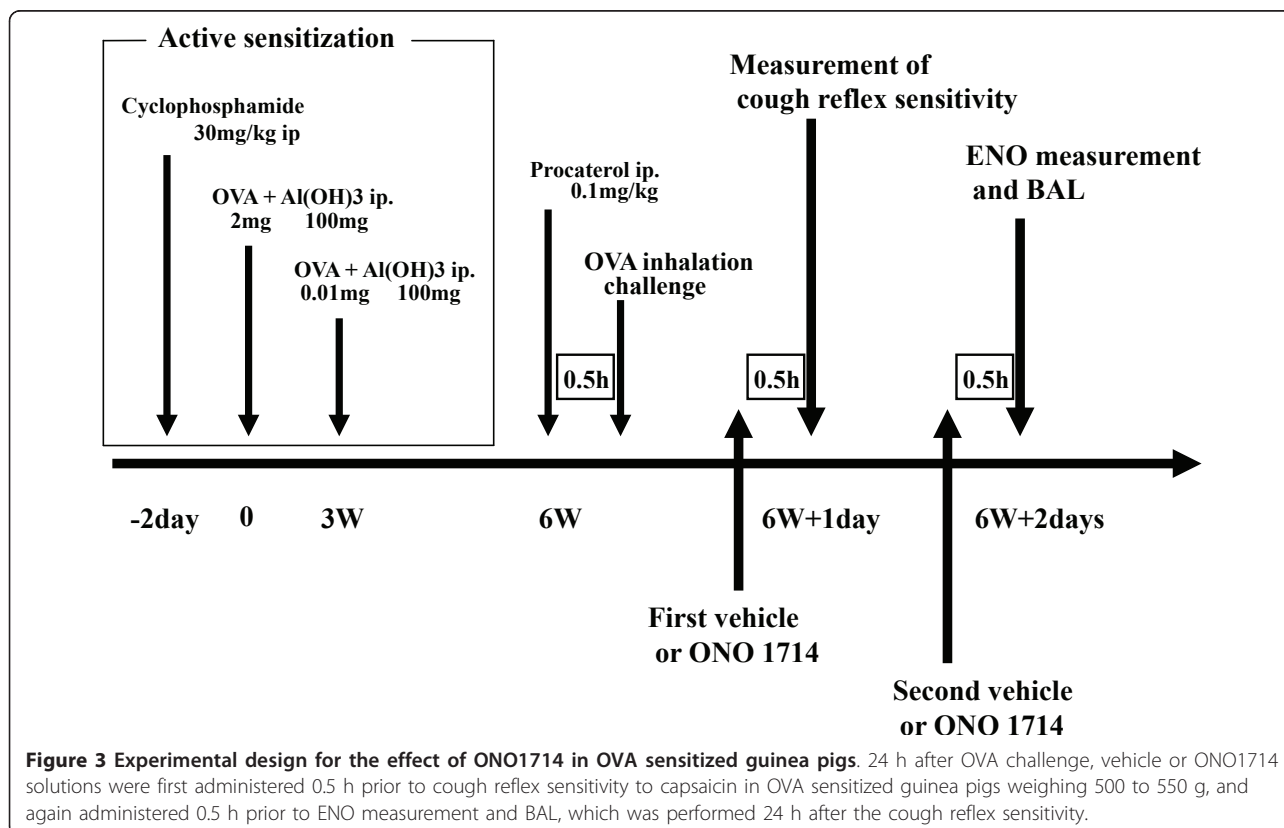 Active sensitization
Cyclophosphamide
30mg/kg ip
OVA + Al(OH)3 ip.
2mg 100mg
OVA + Al(OH)3 ip.
0.01mg 100mg
Procaterol ip.
0.1mg/kg
OVA inhalation
challenge
Measurement of
cough reflex sensitivity
ENO measurement
and BAL
0.5h
0.5h
0.5h
-2day 0 3W 6W 6W+1day 6W+2days
First vehicle
or ONO 1714
Second vehicle
or ONO 1714
Figure 3 Experimental design for the effect of ONO1714 in OVA sensitized guinea pigs. 24 h after OVA challenge, vehicle or ONO1714
solutions were first administered 0.5 h prior to cough reflex sensitivity to capsaicin in OVA sensitized guinea pigs weighing 500 to 550 g, and
again administered 0.5 h prior to ENO measurement and BAL, which was performed 24 h after the cough reflex sensitivity.